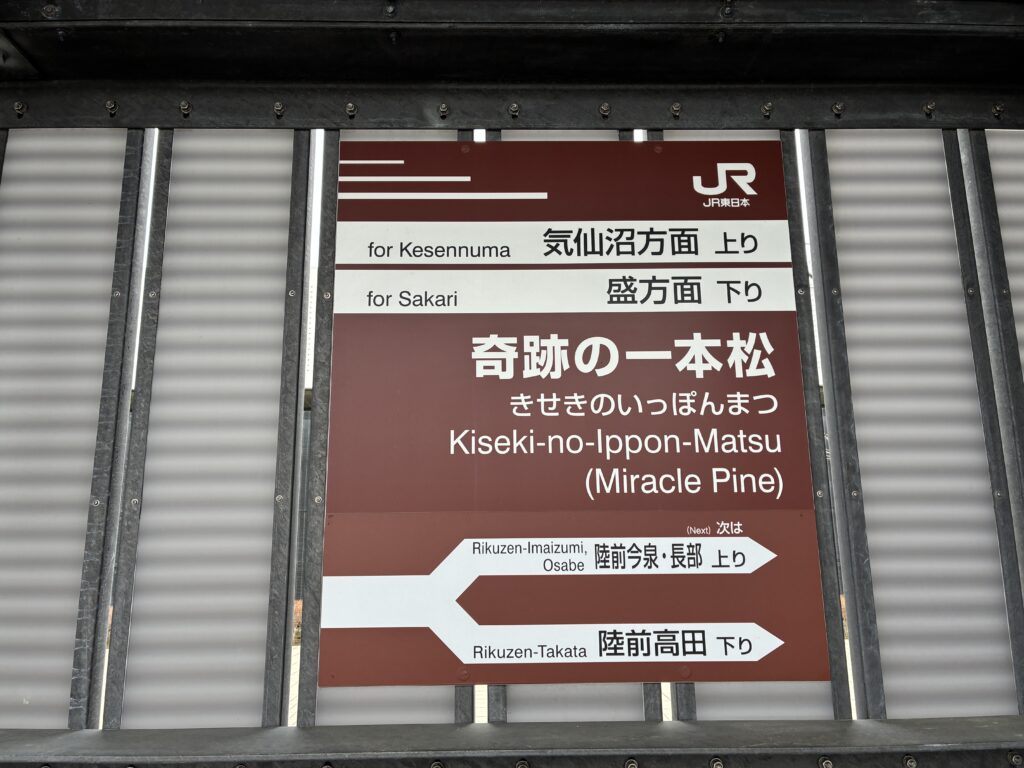 JR
JR東日本
for Kesennuma 気仙沼方面 上り
for Sakari 盛方面 下り
奇跡の一本松
きせきのいっぽんまつ
Kiseki-no-Ippon-Matsu
(Miracle Pine)
(Next) 次は
Rikuzen-Imaizumi,
Osabe 陸前今泉・長部 上り
Rikuzen-Takata 陸前高田 下り